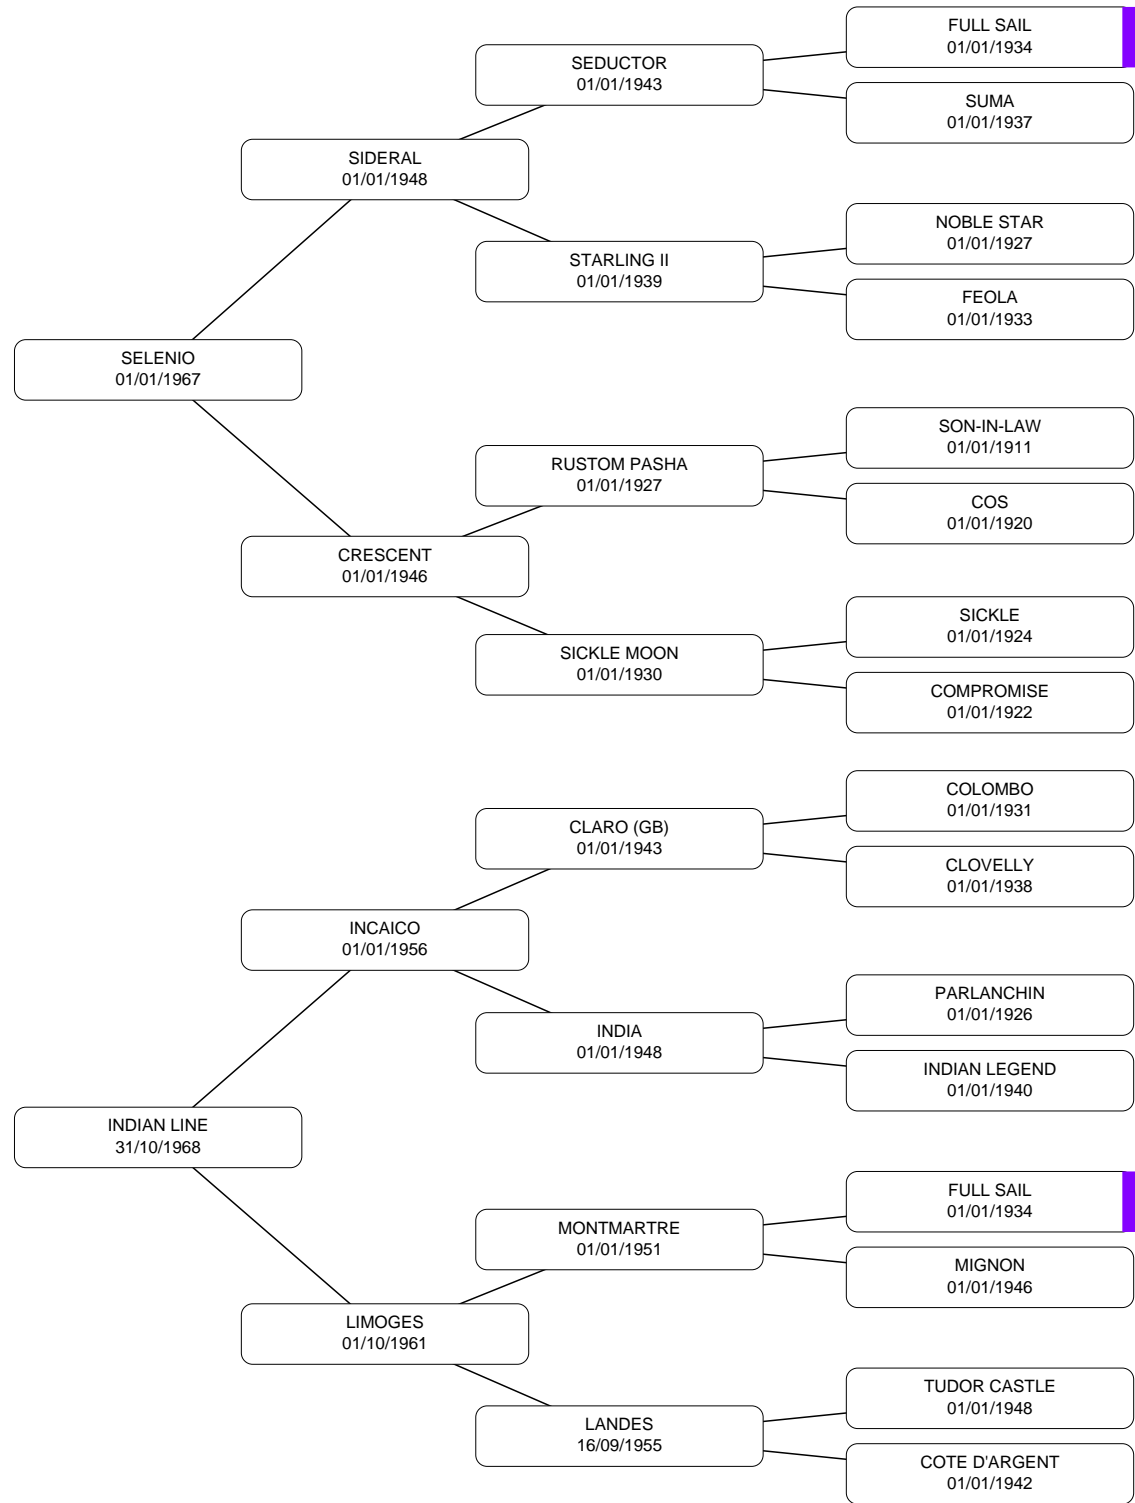 FULL SAIL
01/01/1934
SEDUCTOR
01/01/1943
SUMA
01/01/1937
SIDERAL
01/01/1948
NOBLE STAR
01/01/1927
STARLING II
01/01/1939
FEOLA
01/01/1933
SELENIO
01/01/1967
SON-IN-LAW
01/01/1911
RUSTOM PASHA
01/01/1927
COS
01/01/1920
CRESCENT
01/01/1946
SICKLE
01/01/1924
SICKLE MOON
01/01/1930
COMPROMISE
01/01/1922
COLOMBO
01/01/1931
CLARO (GB)
01/01/1943
CLOVELLY
01/01/1938
INCAICO
01/01/1956
PARLANCHIN
01/01/1926
INDIA
01/01/1948
INDIAN LEGEND
01/01/1940
INDIAN LINE
31/10/1968
FULL SAIL
01/01/1934
MONTMARTRE
01/01/1951
MIGNON
01/01/1946
LIMOGES
01/10/1961
TUDOR CASTLE
01/01/1948
LANDES
16/09/1955
COTE D'ARGENT
01/01/1942